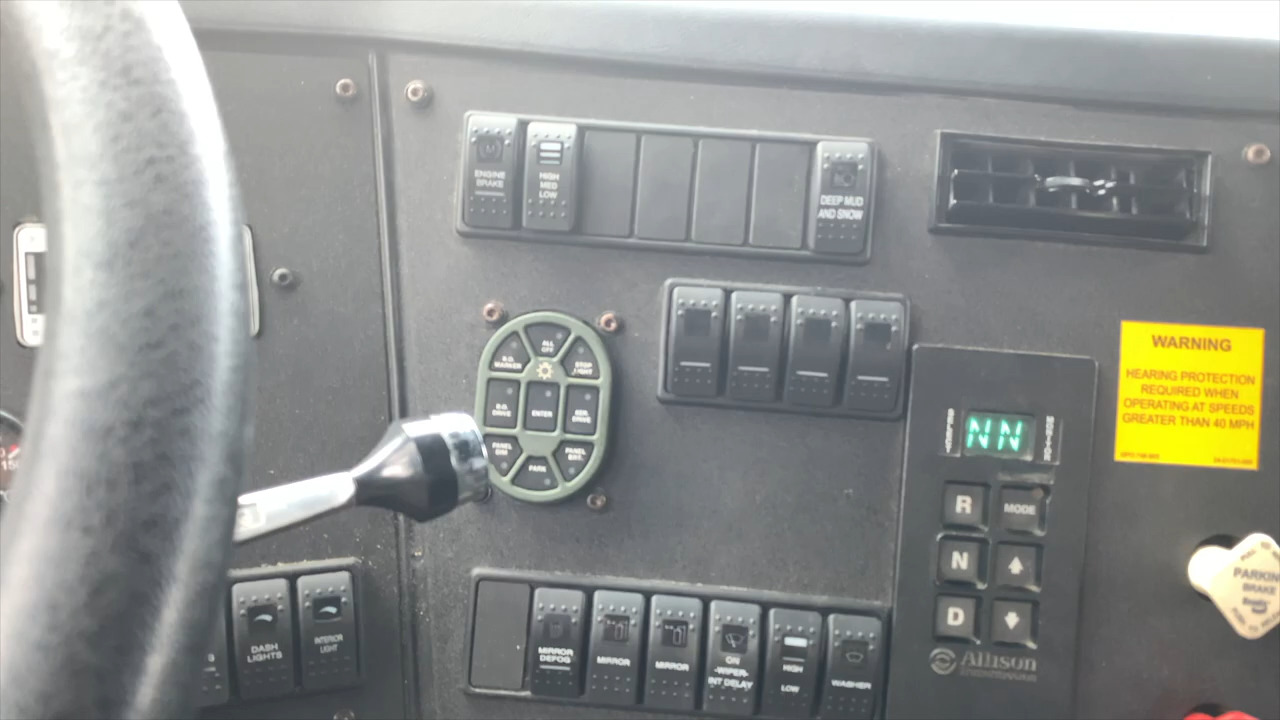 ENGINE
BRAKE
HIGH
MED
LOW
DEEP MUD
AND SNOW
ALL
OFF
B.O.
MARKER
STOP
LIGHT
B.O.
DRIVE
ENTER
SER.
DRIVE
PANEL
DIM
PARK
PANEL
BRT.
NN
R
MODE
N
D
Allison
WARNING
HEARING PROTECTION
REQUIRED WHEN
OPERATING AT SPEEDS
GREATER THAN 40 MPH
PARKING
BRAKE
150
DASH
LIGHTS
INTERIOR
LIGHT
MIRROR
DEFOG
MIRROR
MIRROR
ON
-WIPER-
INT DELAY
HIGH
LOW
WASHER